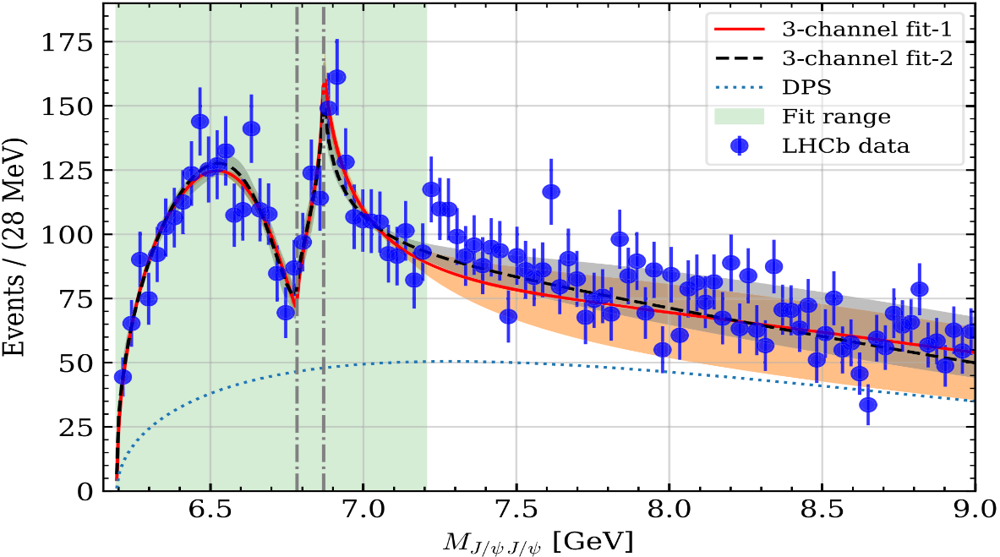 3-channel fit-1
3-channel fit-2
DPS
Fit range
LHCb data
Events / (28 MeV)
175
150
125
100
75
50
25
0
6.5 7.0 7.5 8.0 8.5 9.0
M_{J/ψ J/ψ} [GeV]